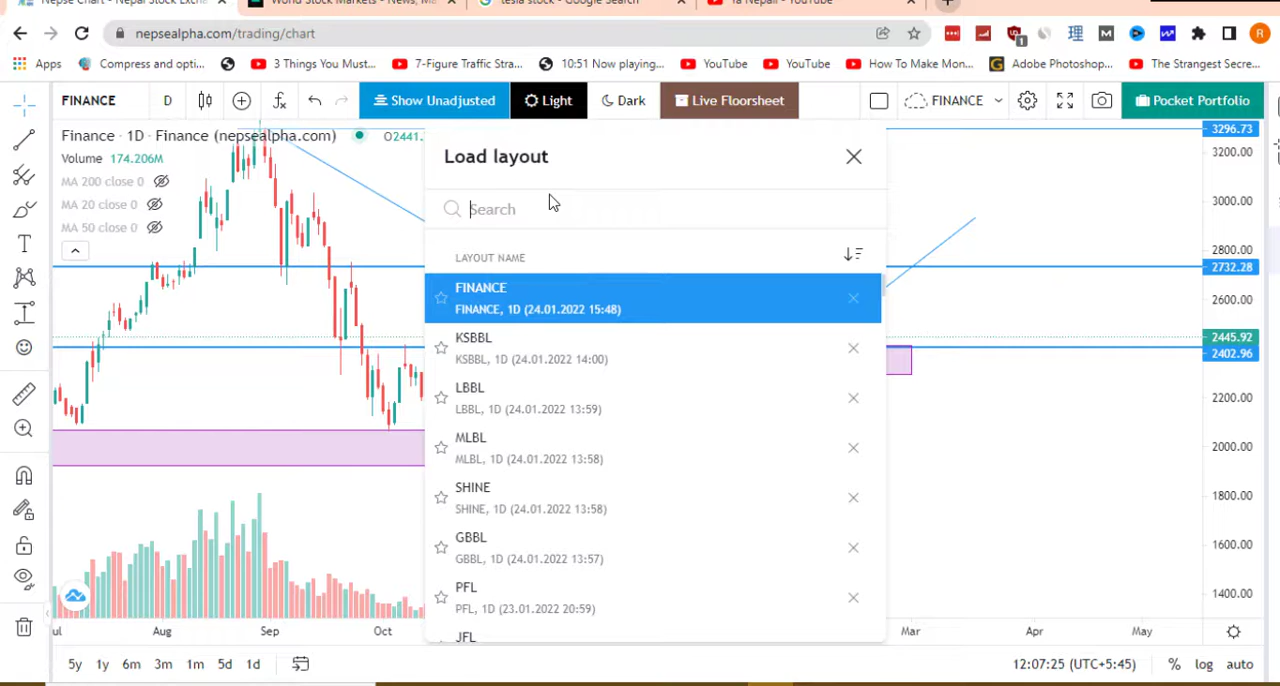 Nepse Chart - Nepal Stock Exch
World Stock Markets - News, Ma
tesla stock - Google Search
Ya Nepali - YouTube
nepsealpha.com/trading/chart
Apps
Compress and opti...
3 Things You Must...
7-Figure Traffic Stra...
10:51 Now playing...
YouTube
YouTube
How To Make Mon...
Adobe Photoshop...
The Strangest Secre...
FINANCE
D
Show Unadjusted
Light
Dark
Live Floorsheet
FINANCE
Pocket Portfolio
Finance · 1D · Finance (nepsealpha.com)
O2441.
Volume 174.206M
MA 200 close 0
MA 20 close 0
MA 50 close 0
Load layout
Search
LAYOUT NAME
FINANCE
FINANCE, 1D (24.01.2022 15:48)
KSBBL
KSBBL, 1D (24.01.2022 14:00)
LBBL
LBBL, 1D (24.01.2022 13:59)
MLBL
MLBL, 1D (24.01.2022 13:58)
SHINE
SHINE, 1D (24.01.2022 13:58)
GBBL
GBBL, 1D (24.01.2022 13:57)
PFL
PFL, 1D (23.01.2022 20:59)
JFL
3296.73
3200.00
3000.00
2800.00
2732.28
2600.00
2445.92
2402.96
2200.00
2000.00
1800.00
1600.00
1400.00
ul
Aug
Sep
Oct
Mar
Apr
May
5y
1y
6m
3m
1m
5d
1d
12:07:25 (UTC+5:45)
%
log
auto